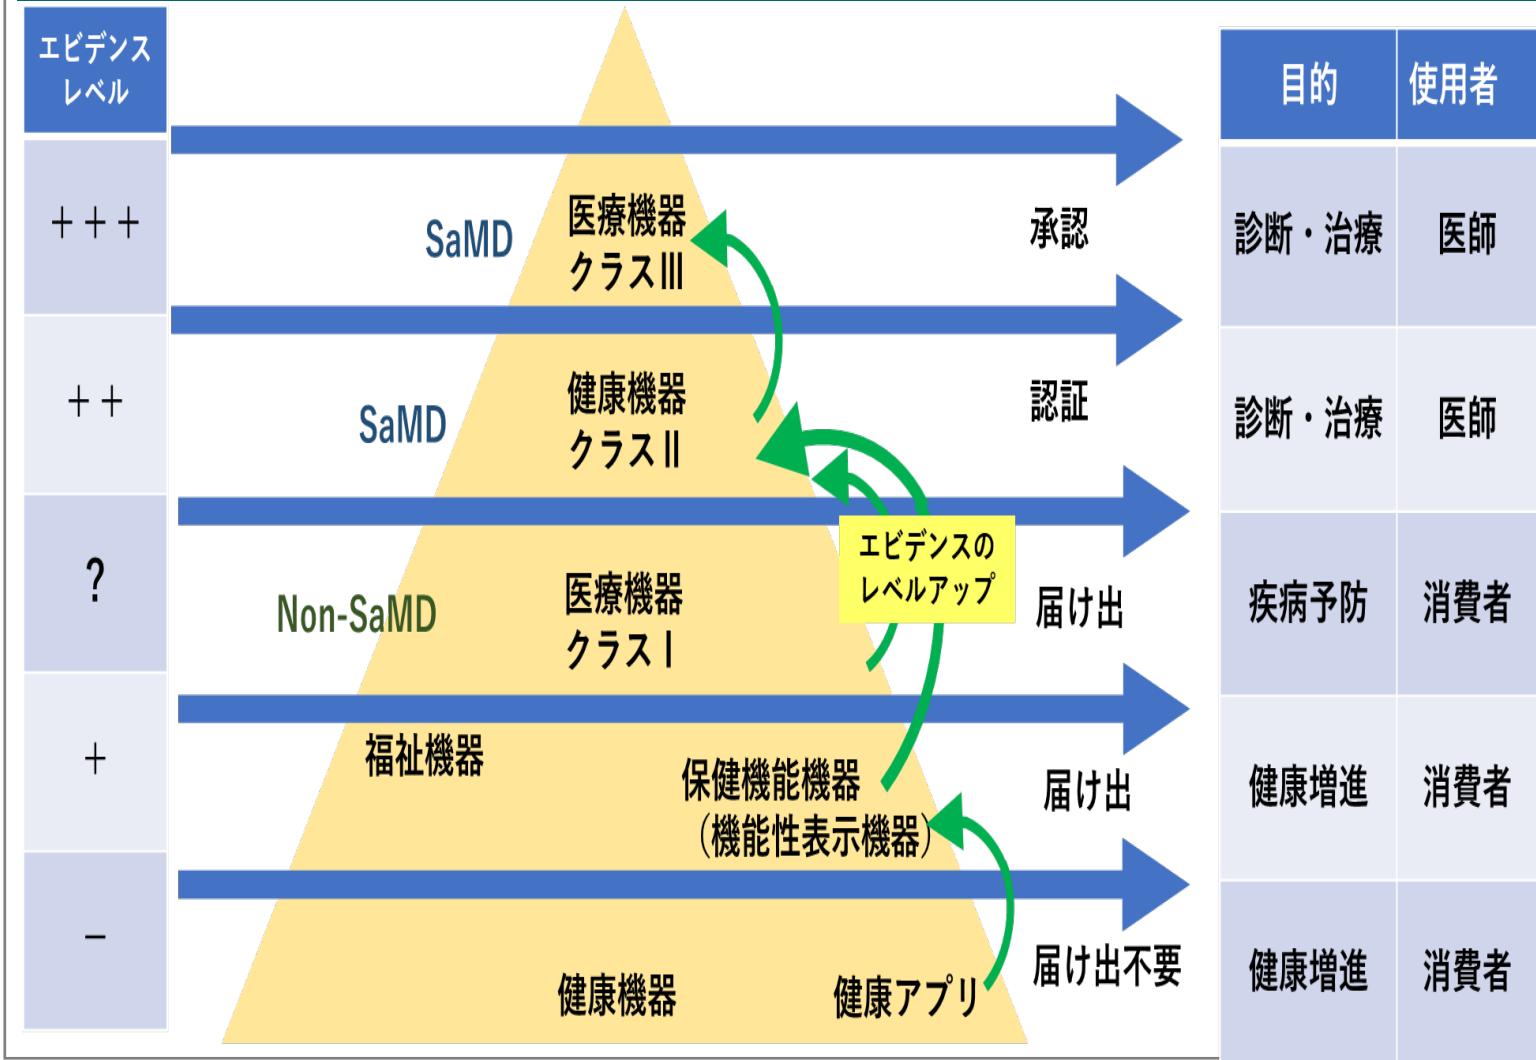 エビデンス
レベル
目的
使用者
+++
SaMD
医療機器
クラスⅢ
承認
診断・治療
医師
++
SaMD
健康機器
クラスⅡ
認証
診断・治療
医師
?
Non-SaMD
医療機器
クラスⅠ
エビデンスの
レベルアップ
届け出
疾病予防
消費者
+
福祉機器
保健機能機器
（機能性表示機器）
届け出
健康増進
消費者
−
健康機器
健康アプリ
届け出不要
健康増進
消費者